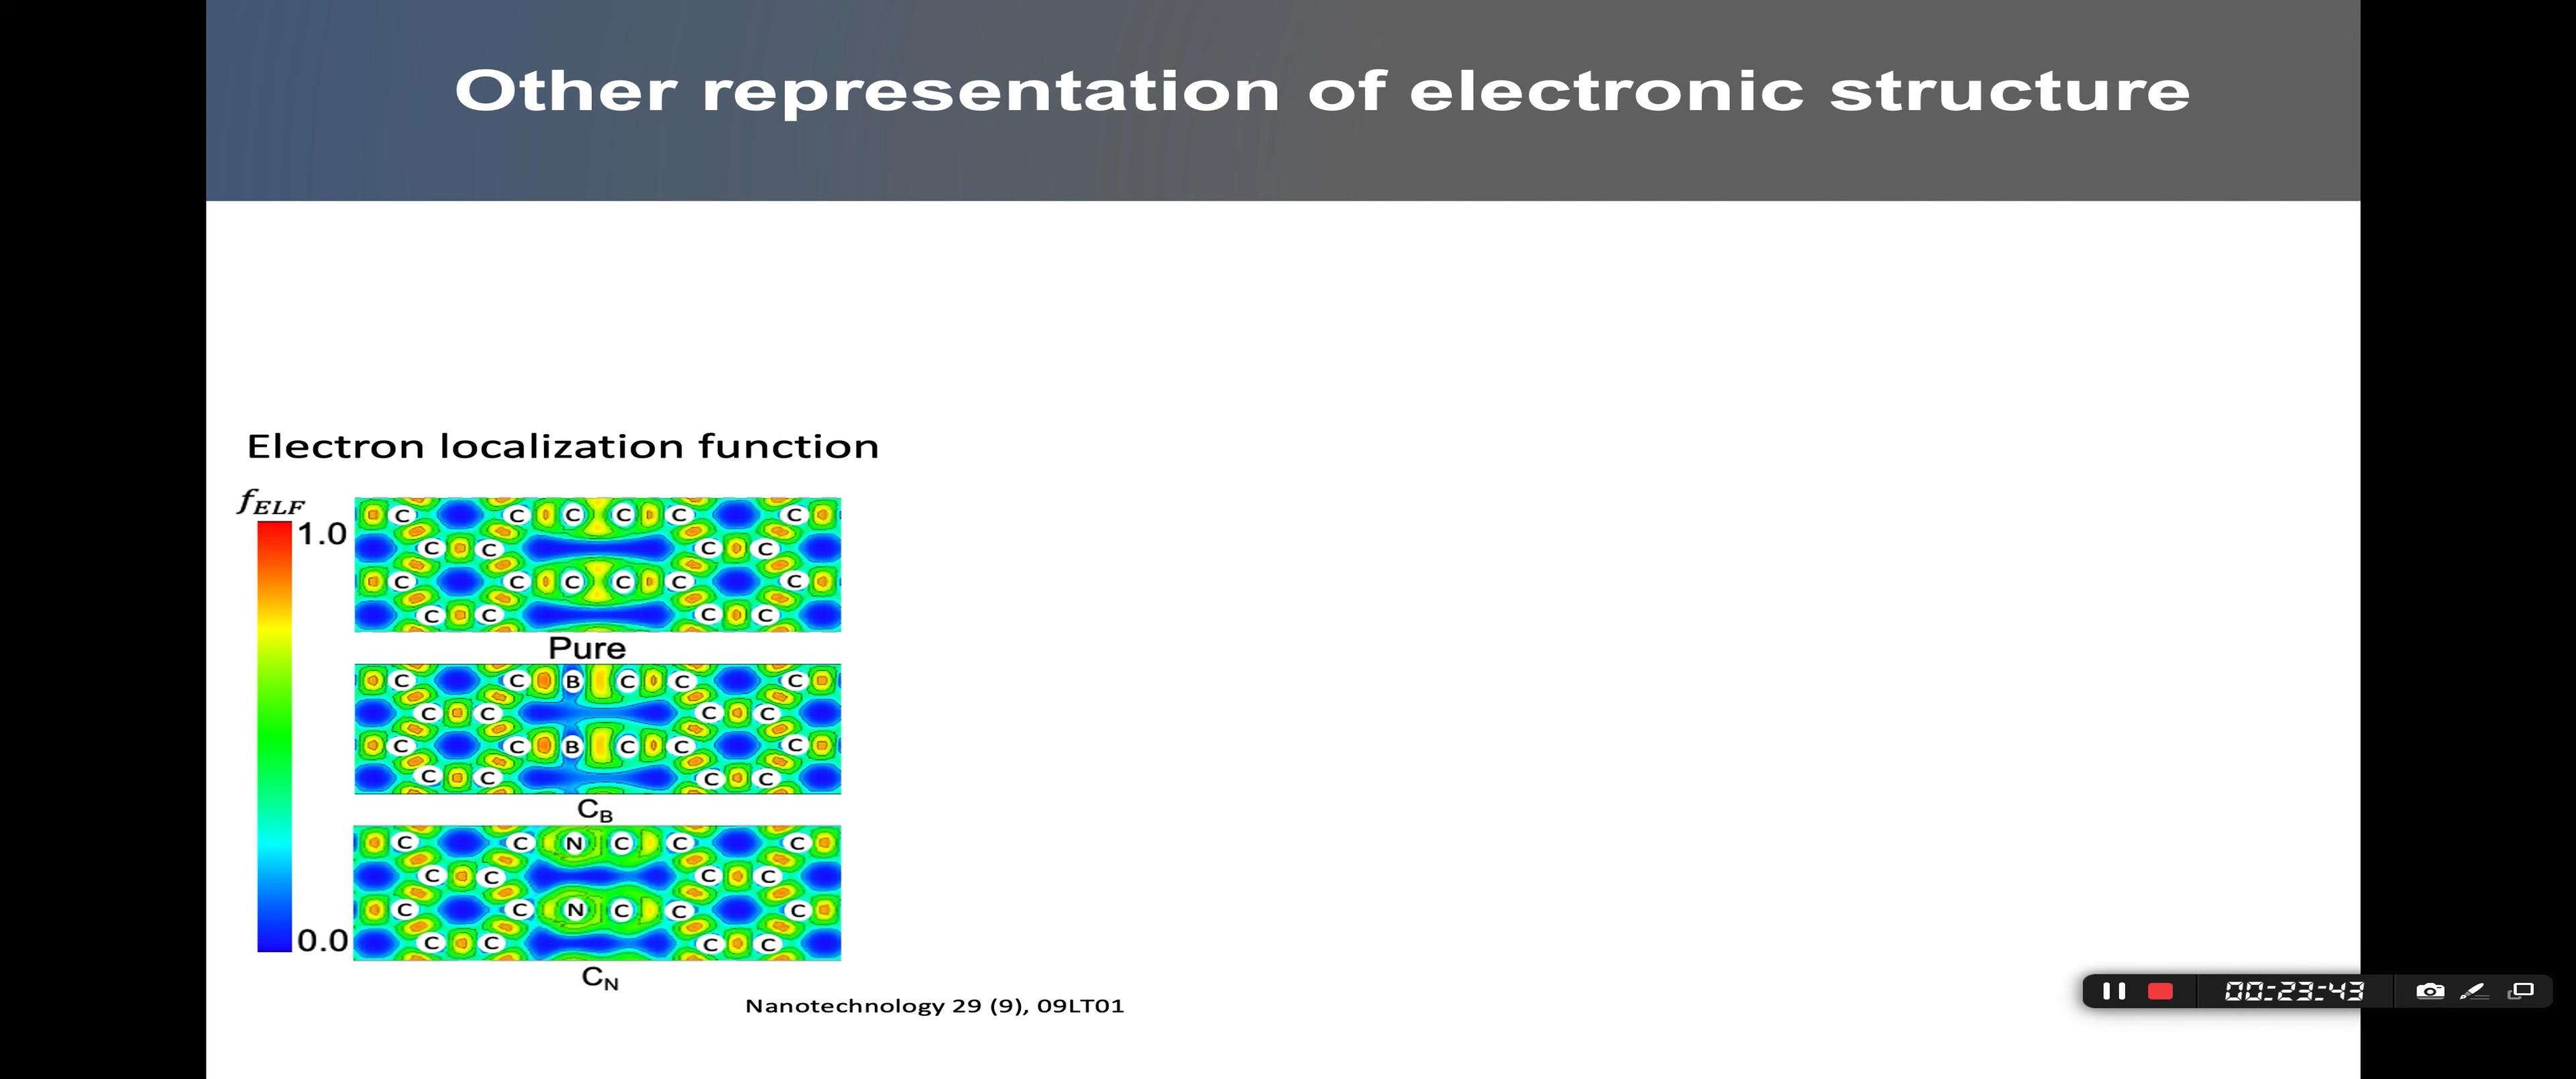 Other representation of electronic structure
Electron localization function
fELF
1.0
C C C C C C
C C C C
C C C C C C
C C C C
Pure
C C B C C C
C C C C
C C B C C C
C C C C
CB
C C N C C C
C C C C
C C N C C C
C C C C
0.0
CN
Nanotechnology 29 (9), 09LT01
00:23:43